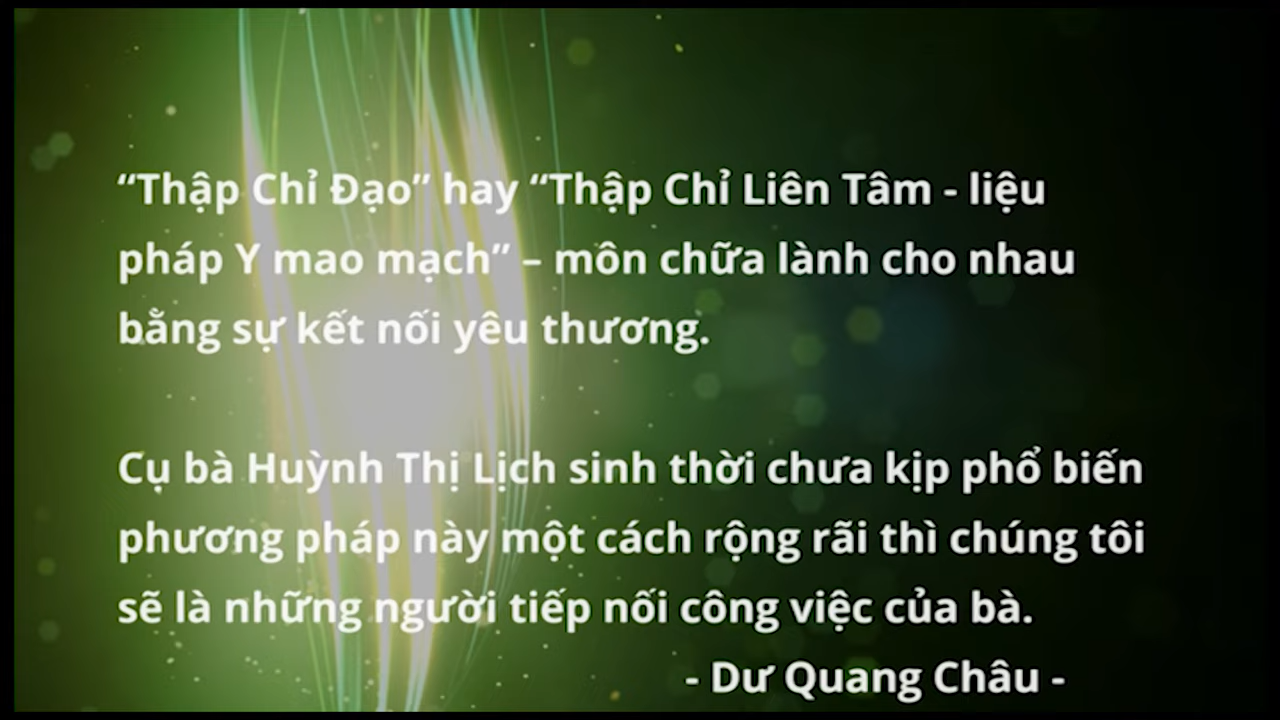 “Thập Chỉ Đạo” hay “Thập Chỉ Liên Tâm - liệu
pháp Y mao mạch” – môn chữa lành cho nhau
bằng sự kết nối yêu thương.
Cụ bà Huỳnh Thị Lịch sinh thời chưa kịp phổ biến
phương pháp này một cách rộng rãi thì chúng tôi
sẽ là những người tiếp nối công việc của bà.
- Dư Quang Châu -